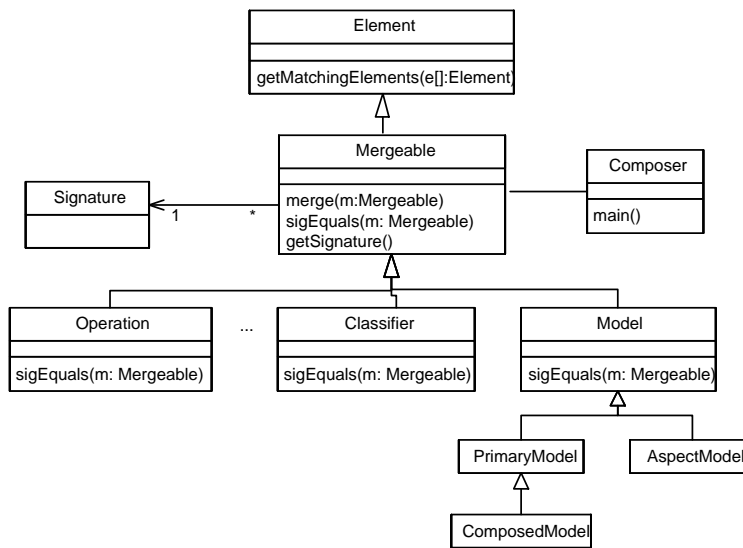 Element
getMatchingElements(e[]:Element)
Mergeable
merge(m:Mergeable)
sigEquals(m: Mergeable)
getSignature()
Composer
main()
Signature
1
*
Operation
sigEquals(m: Mergeable)
...
Classifier
sigEquals(m: Mergeable)
Model
sigEquals(m: Mergeable)
PrimaryModel
AspectModel
ComposedModel